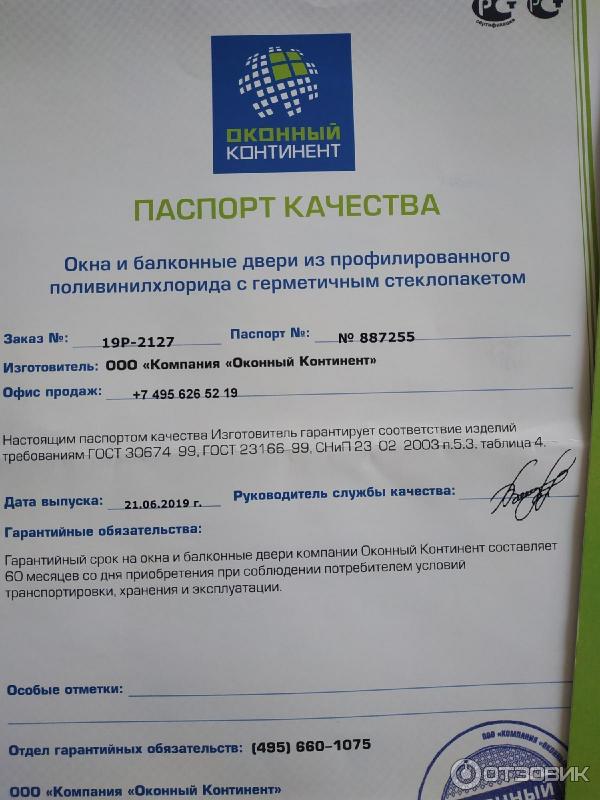 сертификация
ОКОННЫЙ
КОНТИНЕНТ
ПАСПОРТ КАЧЕСТВА
Окна и балконные двери из профилированного
поливинилхлорида с герметичным стеклопакетом
Заказ №: 19Р-2127 Паспорт №: № 887255
Изготовитель: ООО «Компания «Оконный Континент»
Офис продаж: +7 495 626 52 19
Настоящим паспортом качества Изготовитель гарантирует соответствие изделий
требованиям ГОСТ 30674-99, ГОСТ 23166-99, СНиП 23-02-2003 п.5.3. таблица 4.
Дата выпуска: 21.06.2019 г. Руководитель службы качества:
Гарантийные обязательства:
Гарантийный срок на окна и балконные двери компании Оконный Континент составляет
60 месяцев со дня приобретения при соблюдении потребителем условий
транспортировки, хранения и эксплуатации.
Особые отметки:
Отдел гарантийных обязательств: (495) 660-1075
ООО «Компания «Оконный Континент»
ООО «КОМПАНИЯ «ОКОН
ОТЗОВИК